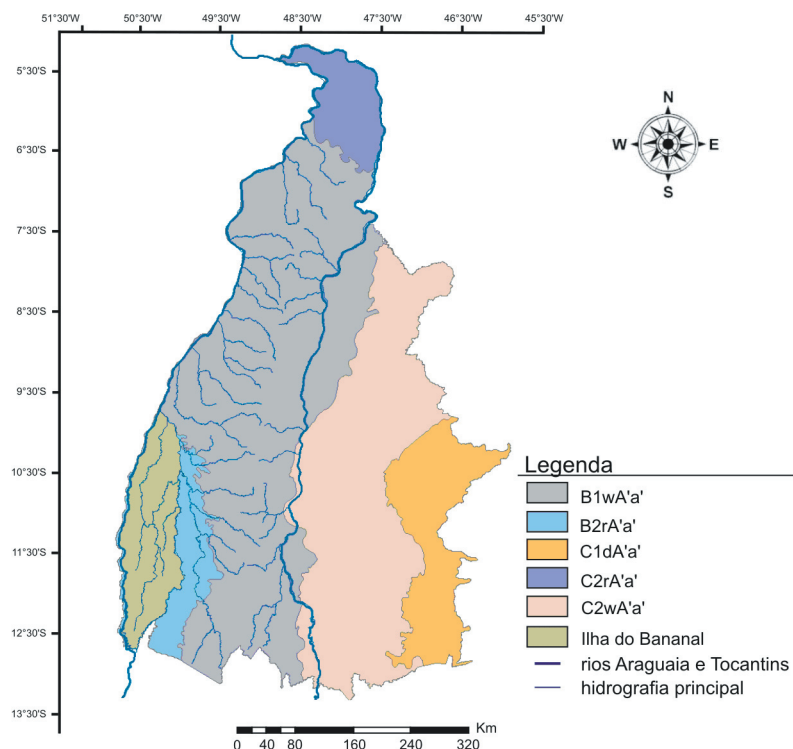 51°30'S 50°30'S 49°30'S 48°30'S 47°30'S 46°30'S 45°30'S
5°30'S
6°30'S
7°30'S
8°30'S
9°30'S
10°30'S
11°30'S
12°30'S
13°30'S
N
W E
S
Legenda
B1wA'a'
B2rA'a'
C1dA'a'
C2rA'a'
C2wA'a'
Ilha do Bananal
rios Araguaia e Tocantins
hidrografia principal
Km
0 40 80 160 240 320